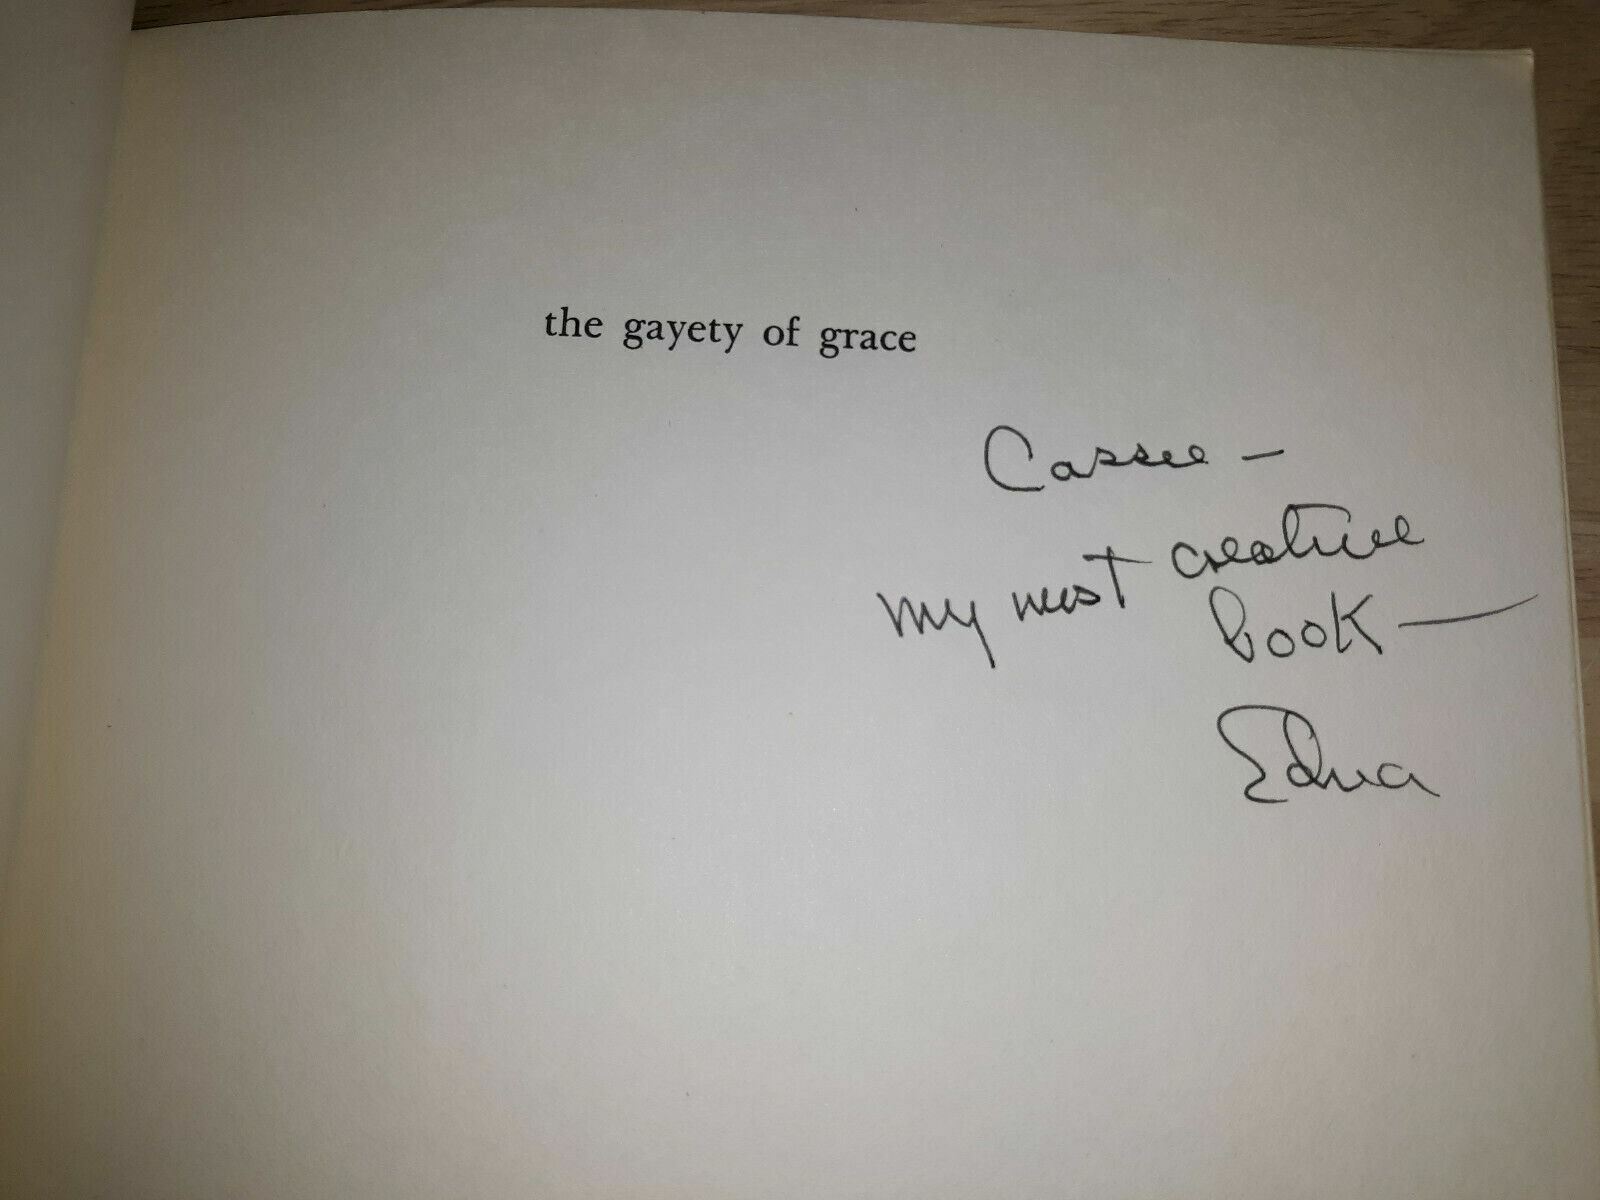 the gayety of grace
Cassie -
my most creative
book —
Edna